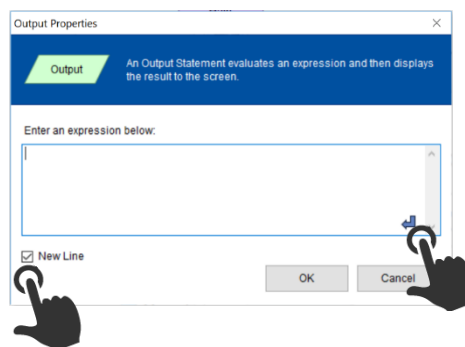 Output Properties
Output
An Output Statement evaluates an expression and then displays
the result to the screen.
Enter an expression below:
New Line
OK
Cancel